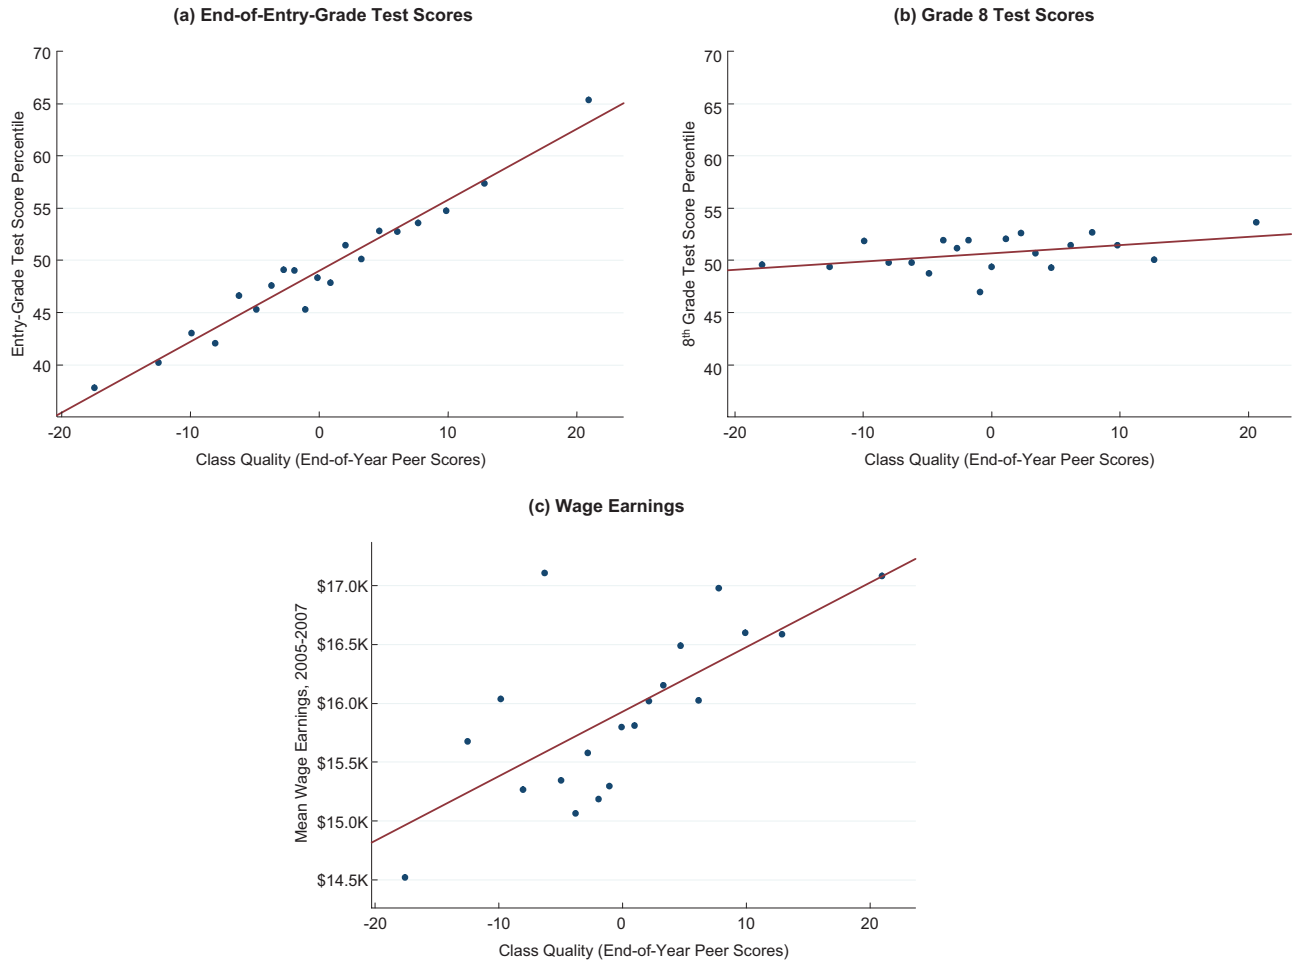 (a) End-of-Entry-Grade Test Scores
70
65
60
55
50
45
40
Entry-Grade Test Score Percentile
-20 -10 0 10 20
Class Quality (End-of-Year Peer Scores)
(b) Grade 8 Test Scores
70
65
60
55
50
45
40
8th Grade Test Score Percentile
-20 -10 0 10 20
Class Quality (End-of-Year Peer Scores)
(c) Wage Earnings
$17.0K
$16.5K
$16.0K
$15.5K
$15.0K
$14.5K
Mean Wage Earnings, 2005-2007
-20 -10 0 10 20
Class Quality (End-of-Year Peer Scores)